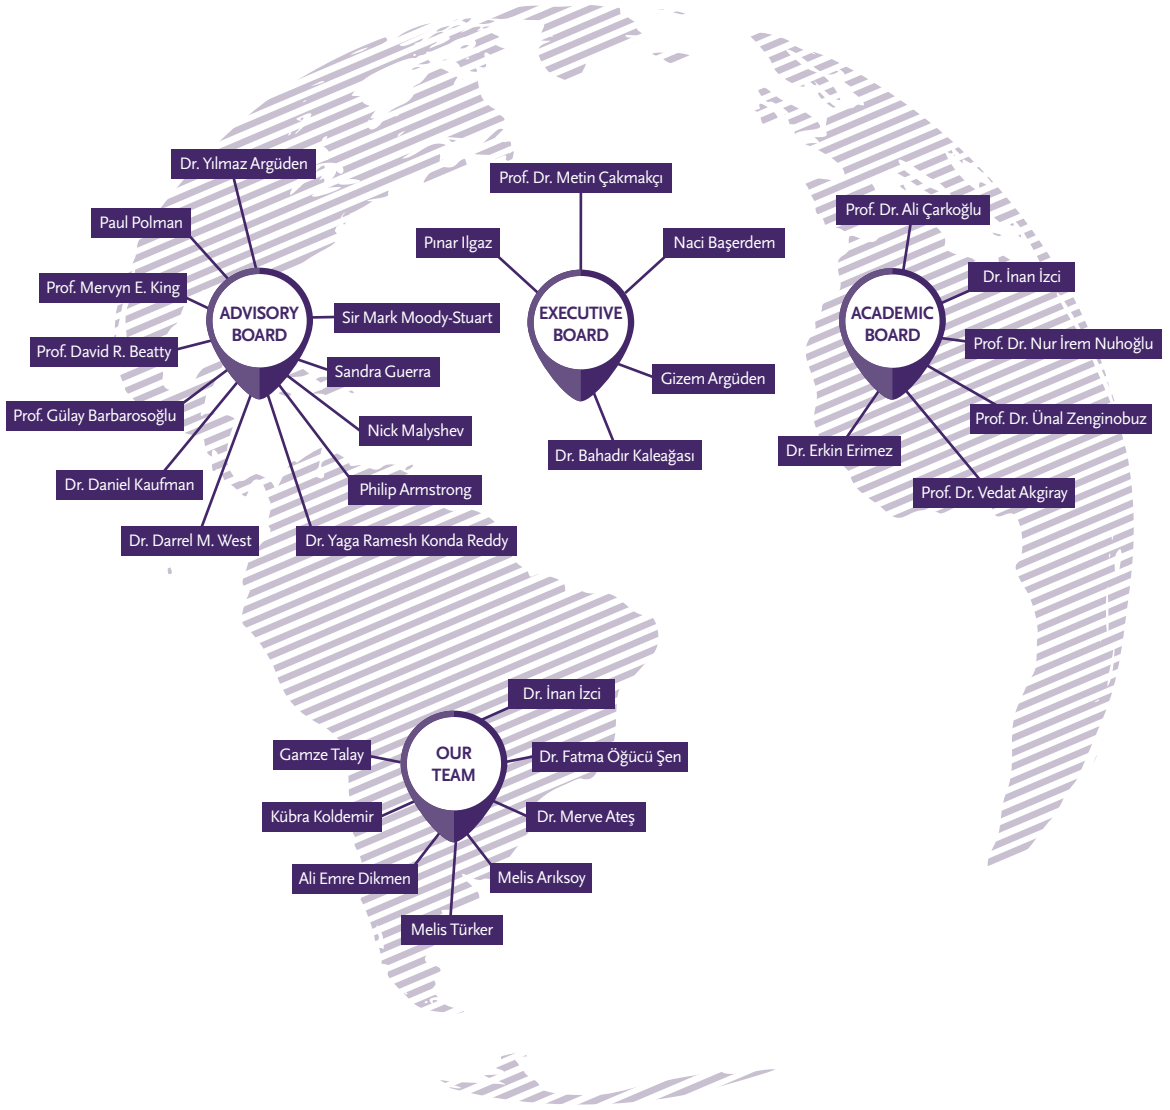 Dr. Yılmaz Argüden
Paul Polman
Prof. Mervyn E. King
Prof. David R. Beatty
Prof. Gülay Barbarosoğlu
Dr. Daniel Kaufman
Dr. Darrel M. West
ADVISORY
BOARD
Sir Mark Moody-Stuart
Sandra Guerra
Nick Malyshev
Philip Armstrong
Dr. Yaga Ramesh Konda Reddy
Prof. Dr. Metin Çakmakçı
Pınar Ilgaz
Naci Başerdem
EXECUTIVE
BOARD
Gizem Argüden
Dr. Bahadır Kaleağası
Prof. Dr. Ali Çarkoğlu
Dr. İnan İzci
ACADEMIC
BOARD
Prof. Dr. Nur İrem Nuhoğlu
Prof. Dr. Ünal Zenginobuz
Dr. Erkin Erimez
Prof. Dr. Vedat Akgiray
Dr. İnan İzci
OUR
TEAM
Gamze Talay
Dr. Fatma Öğücü Şen
Kübra Koldemir
Dr. Merve Ateş
Ali Emre Dikmen
Melis Arıksoy
Melis Türker